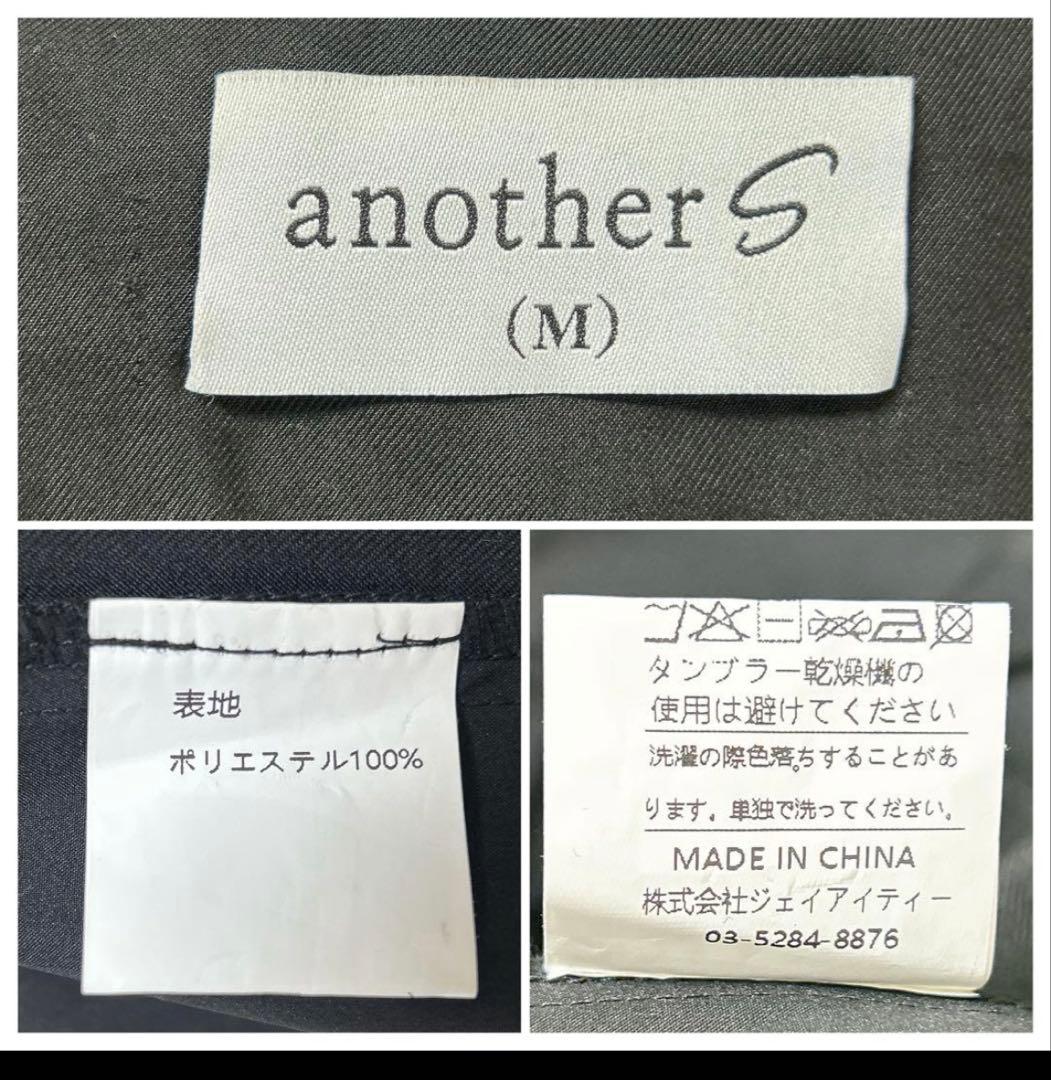 another S
(M)
表地
ポリエステル100%
タンブラー乾燥機の
使用は避けてください
洗濯の際色落ちすることがあ
ります。単独で洗ってください。
MADE IN CHINA
株式会社ジェイアイティー
03-5284-8876